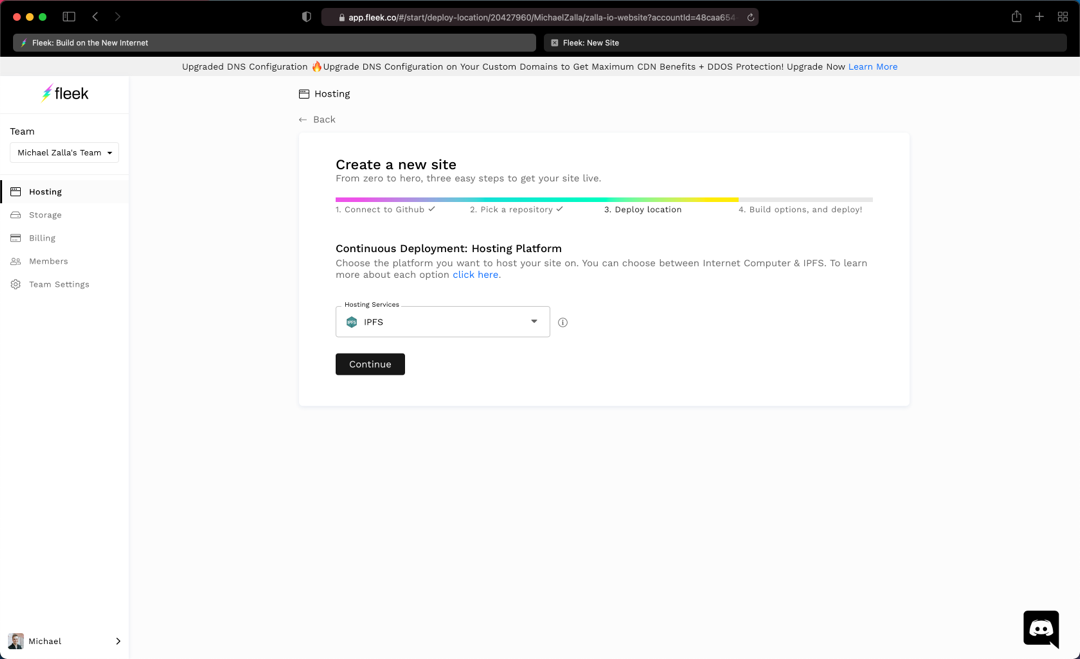 app.fleek.co/#/start/deploy-location/20427960/MichaelZalla/zalla-io-website?accountId=48caa654
Fleek: Build on the New Internet
Fleek: New Site
Upgraded DNS Configuration 🔥Upgrade DNS Configuration on Your Custom Domains to Get Maximum CDN Benefits + DDOS Protection! Upgrade Now Learn More
fleek
Team
Michael Zalla's Team
Hosting
Storage
Billing
Members
Team Settings
Michael
Hosting
← Back
Create a new site
From zero to hero, three easy steps to get your site live.
1. Connect to Github ✓
2. Pick a repository ✓
3. Deploy location
4. Build options, and deploy!
Continuous Deployment: Hosting Platform
Choose the platform you want to host your site on. You can choose between Internet Computer & IPFS. To learn
more about each option click here.
Hosting Services
IPFS
Continue